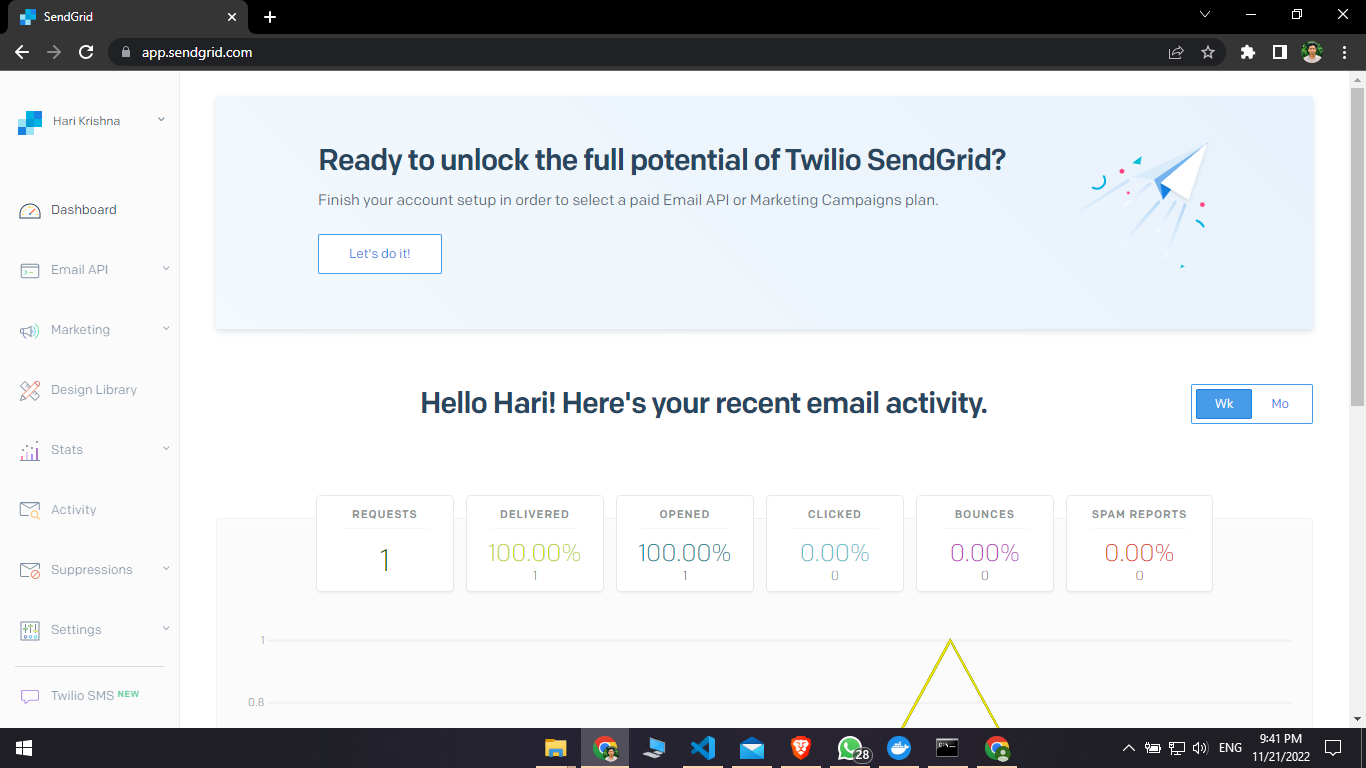 SendGrid
app.sendgrid.com
Hari Krishna
Dashboard
Email API
Marketing
Design Library
Stats
Activity
Suppressions
Settings
Twilio SMS NEW
Ready to unlock the full potential of Twilio SendGrid?
Finish your account setup in order to select a paid Email API or Marketing Campaigns plan.
Let's do it!
Hello Hari! Here's your recent email activity.
Wk Mo
REQUESTS DELIVERED OPENED CLICKED BOUNCES SPAM REPORTS
1 100.00% 100.00% 0.00% 0.00% 0.00%
1 1 0 0 0
1
0.8
28
ENG
9:41 PM
11/21/2022